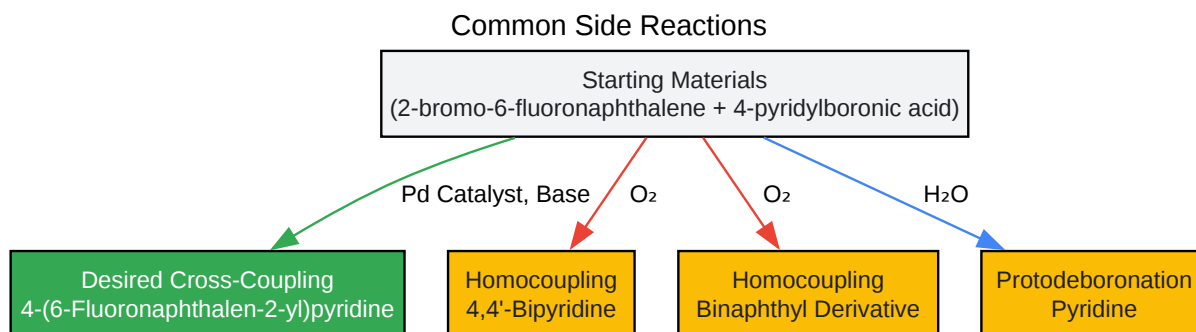 Common Side Reactions
Starting Materials
(2-bromo-6-fluoronaphthalene + 4-pyridylboronic acid)
Pd Catalyst, Base
O₂
O₂
H₂O
Desired Cross-Coupling
4-(6-Fluoronaphthalen-2-yl)pyridine
Homocoupling
4,4'-Bipyridine
Homocoupling
Binaphthyl Derivative
Protodeboronation
Pyridine